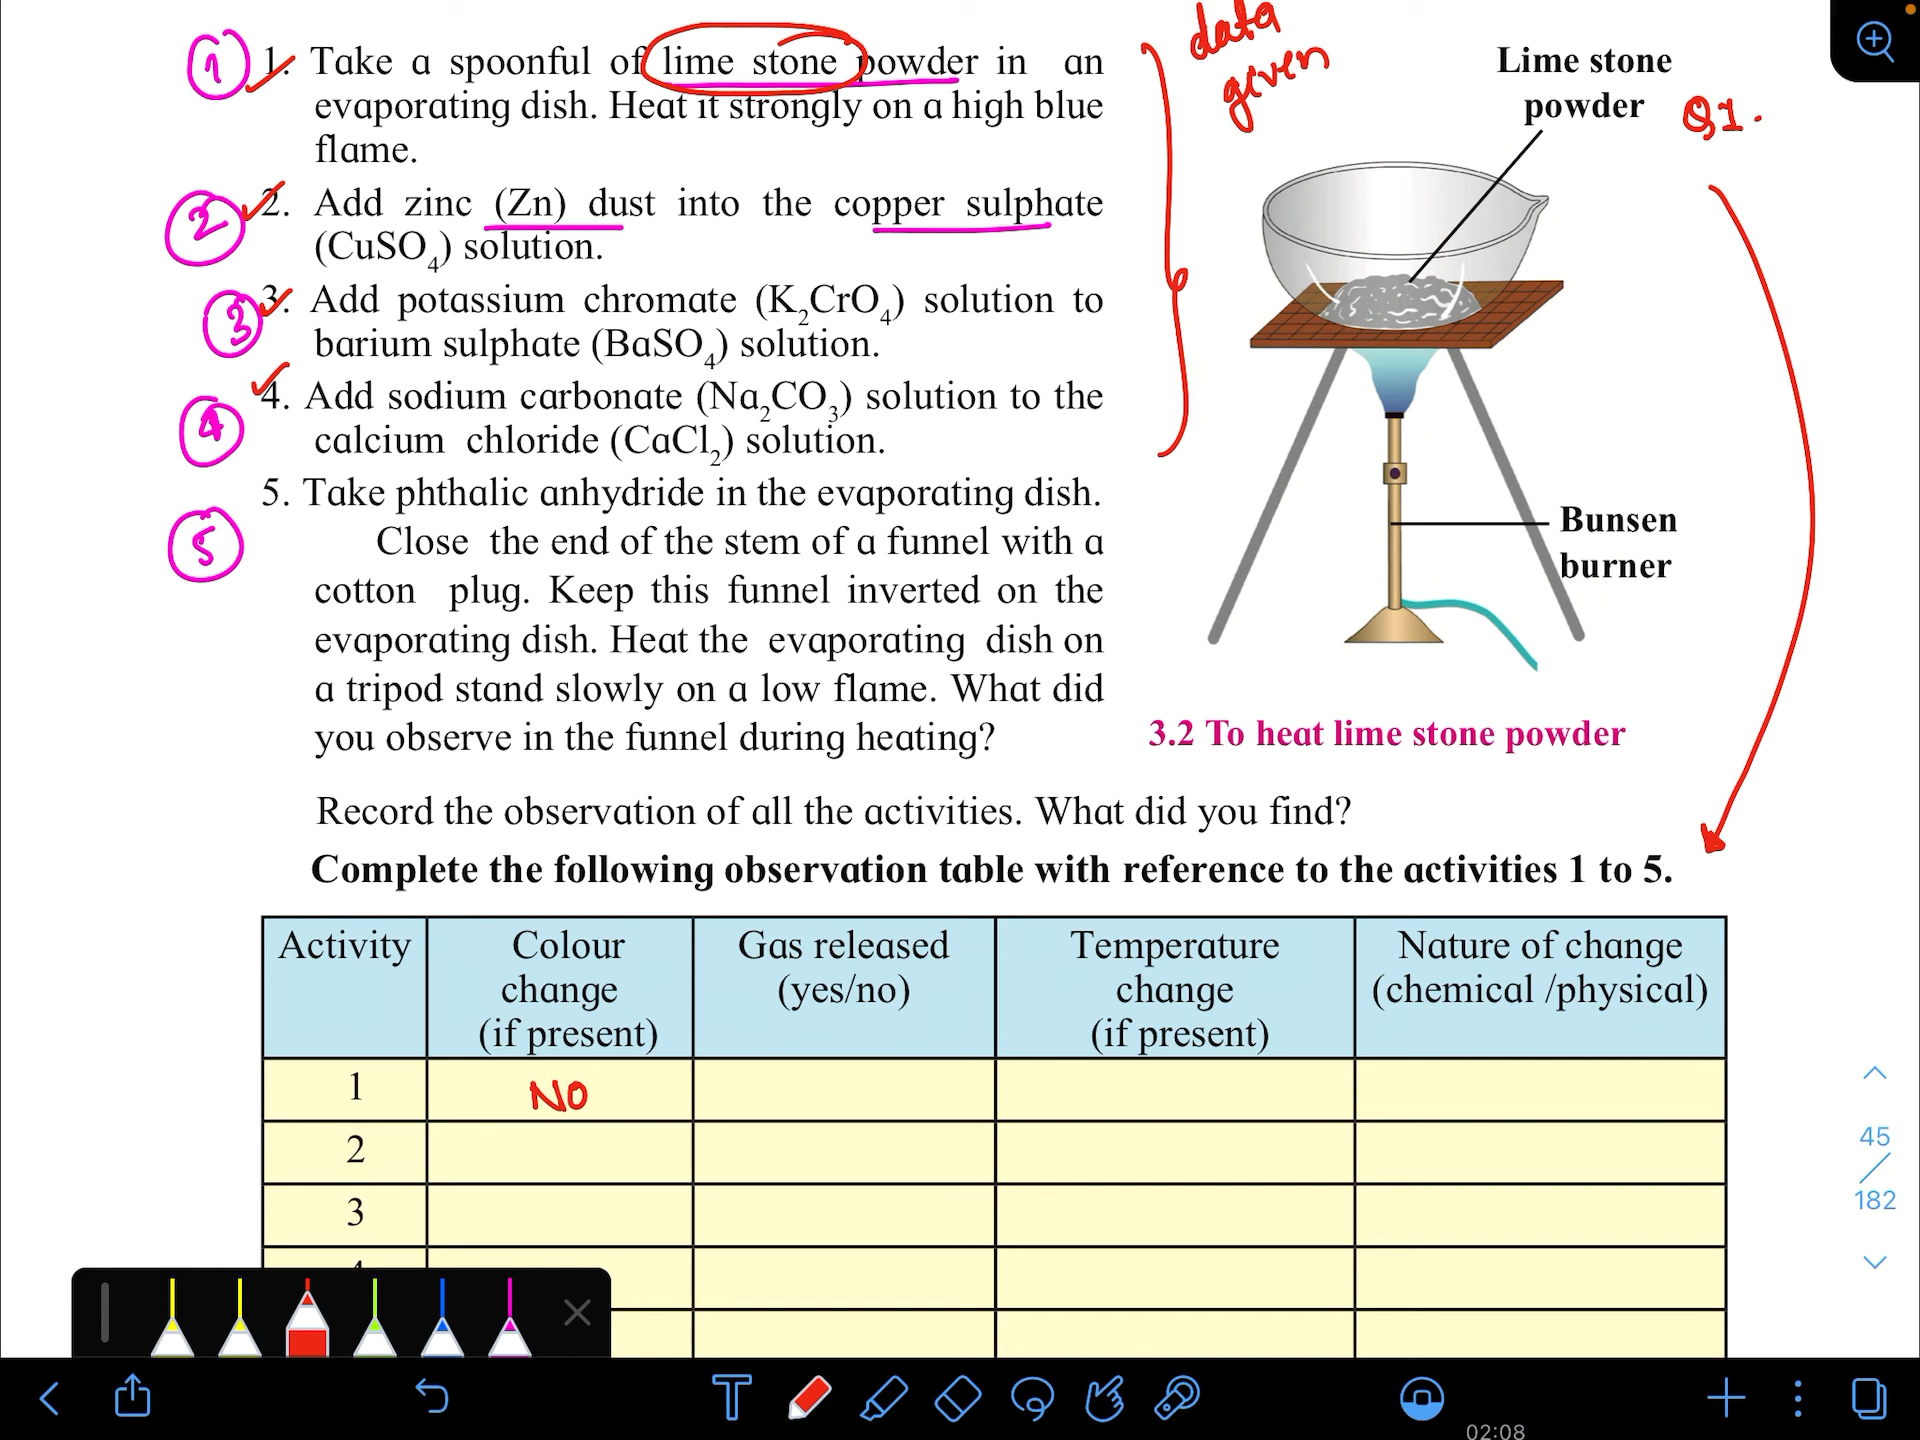 ① 1. Take a spoonful of lime stone powder in an
evaporating dish. Heat it strongly on a high blue
flame.
② 2. Add zinc (Zn) dust into the copper sulphate
(CuSO₄) solution.
③ 3. Add potassium chromate (K₂CrO₄) solution to
barium sulphate (BaSO₄) solution.
④ 4. Add sodium carbonate (Na₂CO₃) solution to the
calcium chloride (CaCl₂) solution.
⑤ 5. Take phthalic anhydride in the evaporating dish.
Close the end of the stem of a funnel with a
cotton plug. Keep this funnel inverted on the
evaporating dish. Heat the evaporating dish on
a tripod stand slowly on a low flame. What did
you observe in the funnel during heating?
data
given
Lime stone
powder
Q1.
Bunsen
burner
3.2 To heat lime stone powder
Record the observation of all the activities. What did you find?
Complete the following observation table with reference to the activities 1 to 5.
Activity
Colour
change
(if present)
Gas released
(yes/no)
Temperature
change
(if present)
Nature of change
(chemical /physical)
1 NO
2
3
45
/
182
02:08